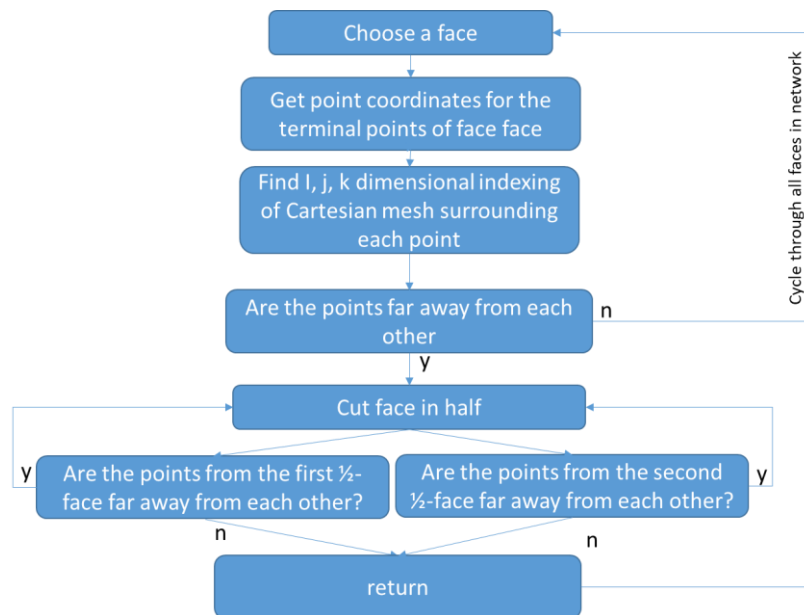 Choose a face
Get point coordinates for the
terminal points of face face
Find I, j, k dimensional indexing
of Cartesian mesh surrounding
each point
Are the points far away from each
other
n
y
Cut face in half
y
Are the points from the first ½-
face far away from each other?
Are the points from the second
½-face far away from each other?
y
n
n
return
Cycle through all faces in network